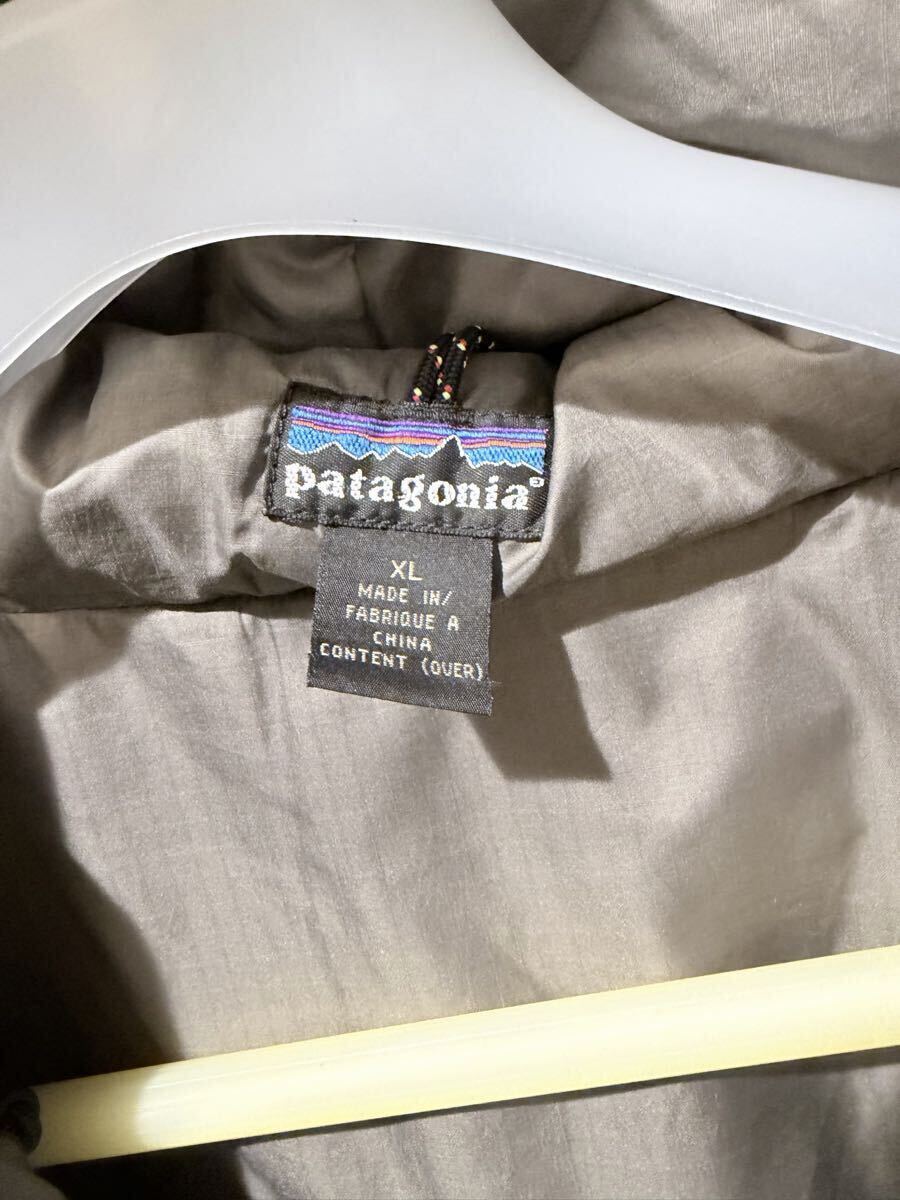 patagonia®
XL
MADE IN/
FABRIQUE A
CHINA
CONTENT (OVER)